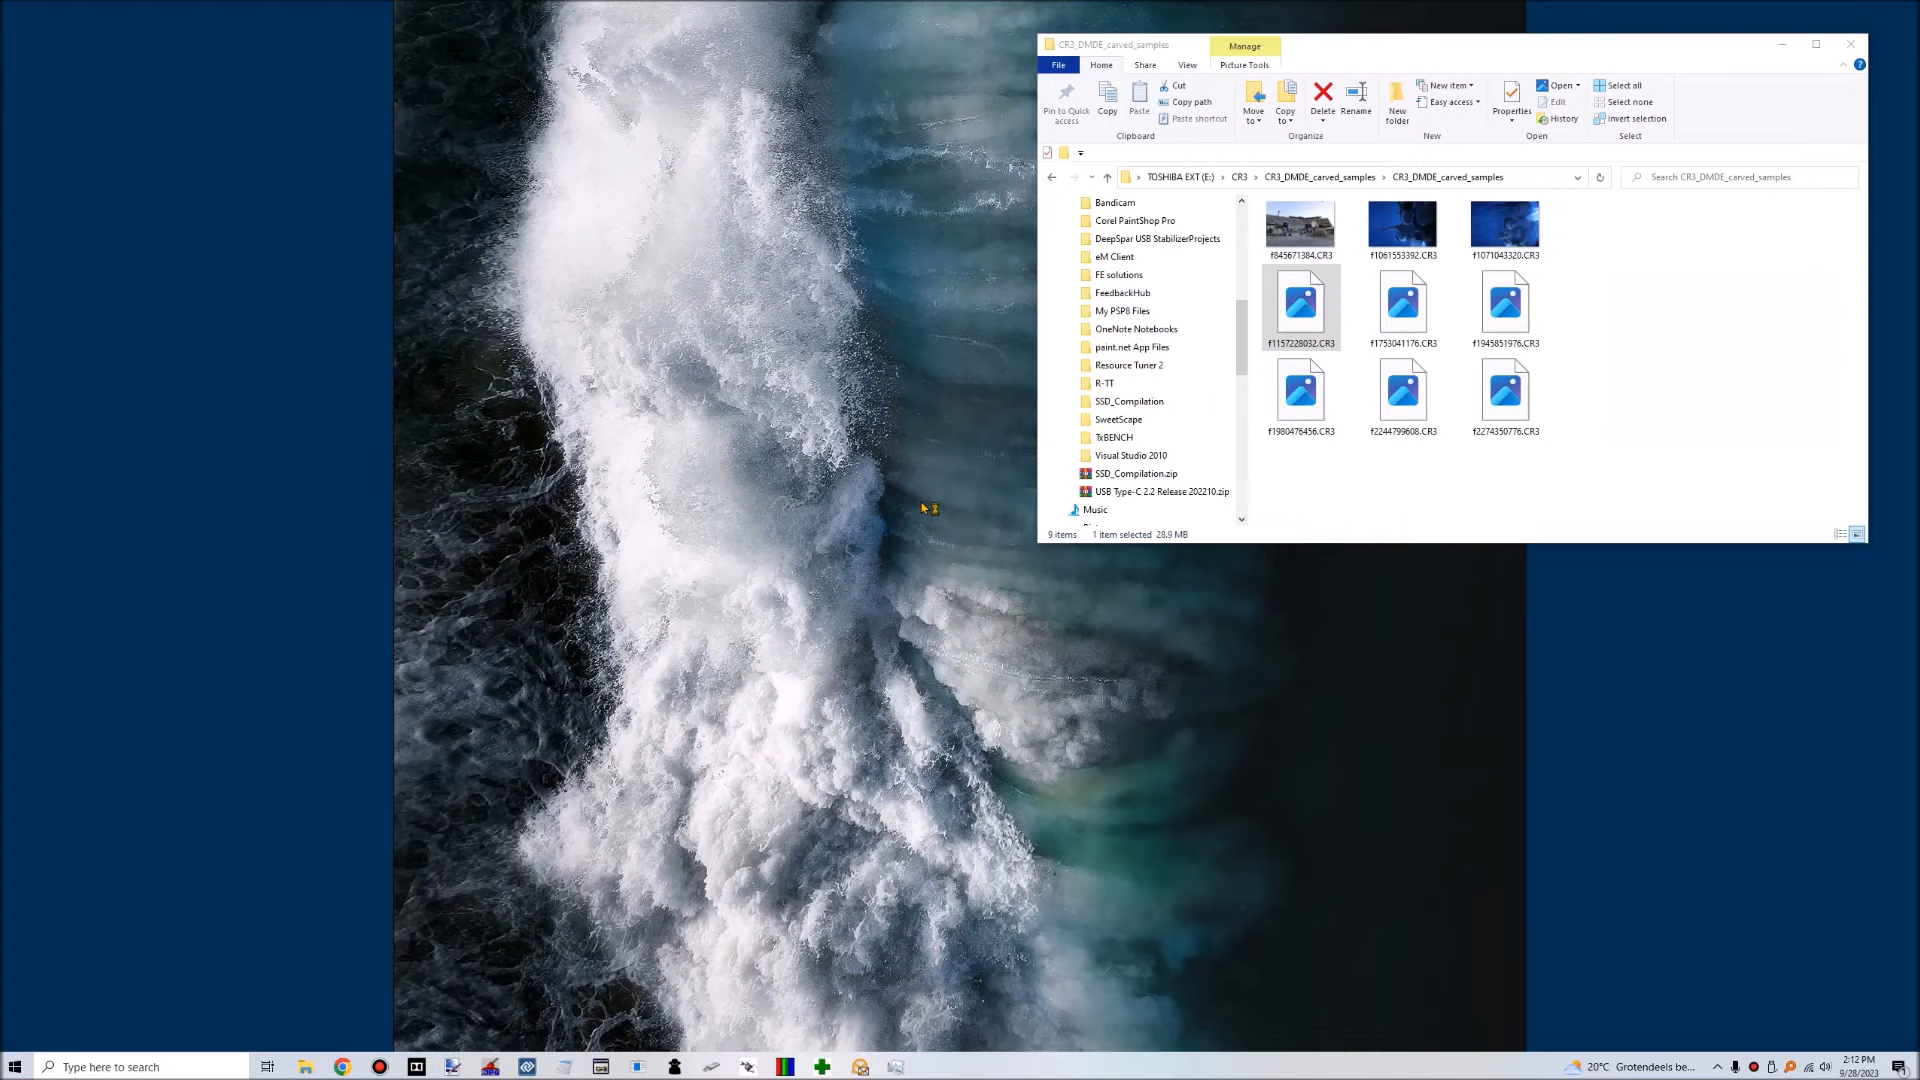 CR3_DMDE_carved_samples
Manage
File
Home
Share
View
Picture Tools
Pin to Quick access
Copy
Paste
Cut
Copy path
Paste shortcut
Move to
Copy to
Delete
Rename
New folder
New item
Easy access
Properties
Open
Edit
History
Select all
Select none
Invert selection
Clipboard
Organize
New
Open
Select
TOSHIBA EXT (E:) › CR3 › CR3_DMDE_carved_samples › CR3_DMDE_carved_samples
Search CR3_DMDE_carved_samples
Bandicam
Corel PaintShop Pro
DeepSpar USB StabilizerProjects
eM Client
FE solutions
FeedbackHub
My PSP8 Files
OneNote Notebooks
paint.net App Files
Resource Tuner 2
R-TT
SSD_Compilation
SweetScape
TxBENCH
Visual Studio 2010
SSD_Compilation.zip
USB Type-C 2.2 Release 202210.zip
Music
f845671384.CR3
f1061553392.CR3
f1071043320.CR3
f1157228032.CR3
f1753041176.CR3
f1945851976.CR3
f1980476456.CR3
f2244799608.CR3
f2274350776.CR3
9 items
1 item selected 28.9 MB
Type here to search
20°C Grotendeels be...
2:12 PM
9/28/2023